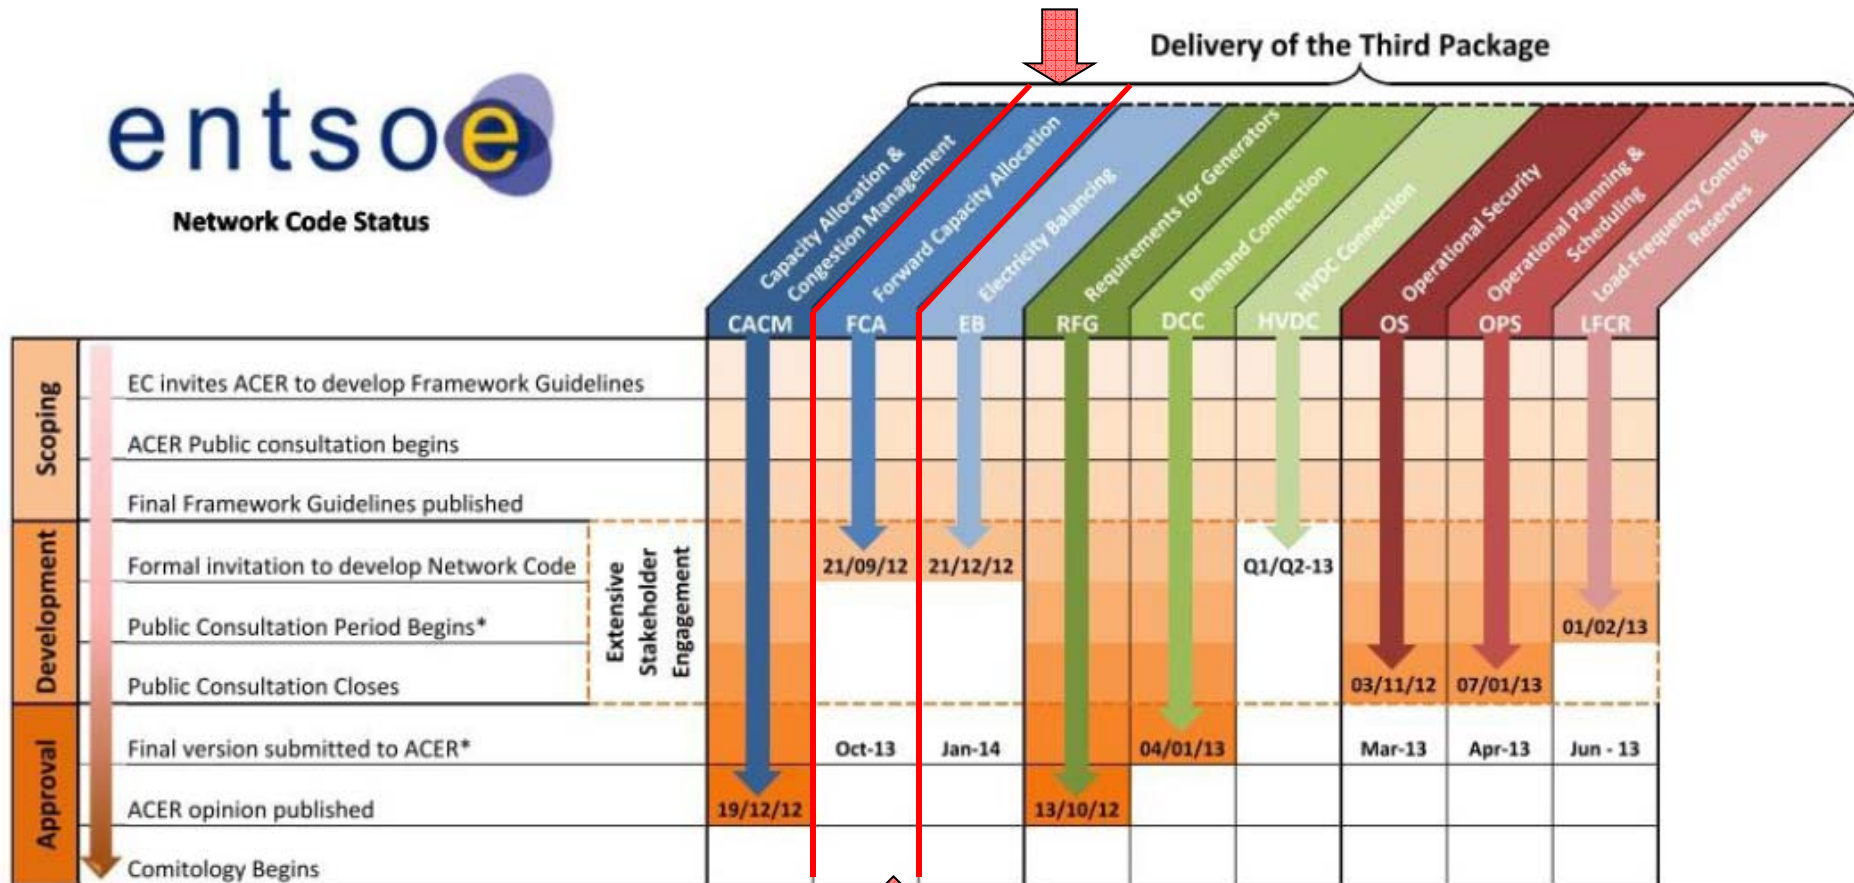 Delivery of the Third Package
entsoe
Network Code Status
Capacity Allocation &
Congestion Management
Forward Capacity Allocation
Electricity Balancing
Requirements for Generators
Demand Connection
HVDC Connection
Operational Security
Operational Planning &
Scheduling
Load-Frequency Control &
Reserves
CACM FCA EB RFG DCC HVDC OS OPS LFCR
Scoping
EC invites ACER to develop Framework Guidelines
ACER Public consultation begins
Final Framework Guidelines published
Development
Extensive
Stakeholder
Engagement
Formal invitation to develop Network Code 21/09/12 21/12/12 Q1/Q2-13
Public Consultation Period Begins* 01/02/13
Public Consultation Closes 03/11/12 07/01/13
Approval
Final version submitted to ACER* Oct-13 Jan-14 04/01/13 Mar-13 Apr-13 Jun - 13
ACER opinion published 19/12/12 13/10/12
Comitology Begins